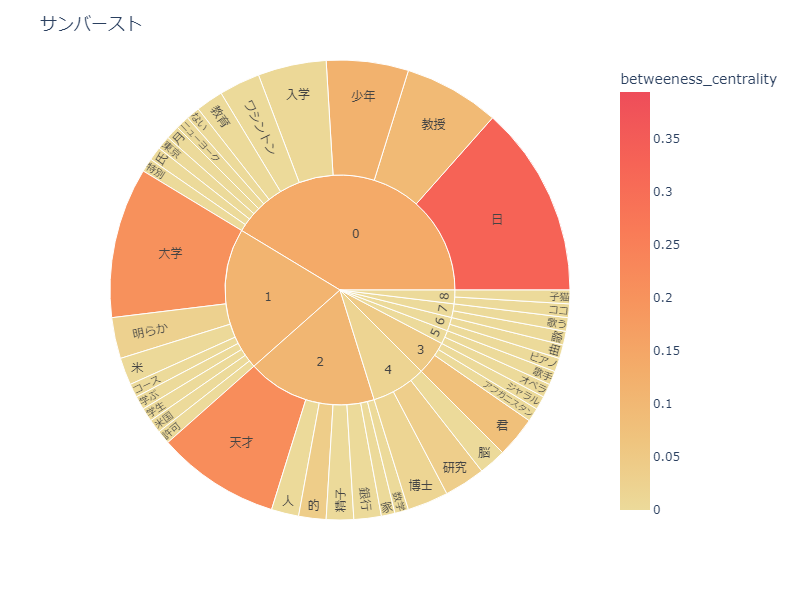 サンバースト
betweeness_centrality
0.35
0.3
0.25
0.2
0.15
0.1
0.05
0
0
日
教授
少年
入学
ワシントン
教育
ない
ニューヨーク
月
東京
氏
特別
1
大学
明らか
米
コース
学ぶ
学生
米国
許可
2
天才
人
的
精子
銀行
家
数学
4
博士
研究
脳
3
君
アフガニスタン
ジャラル
5
オペラ
歌手
6
ピアノ
曲
7
歌う
ココ
8
子猫